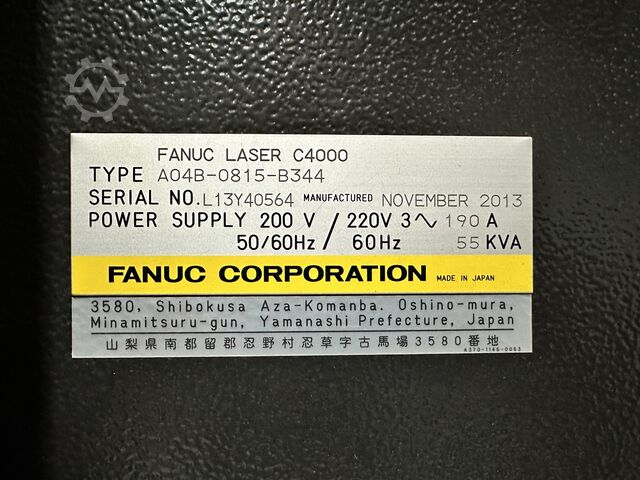 FANUC LASER C4000
TYPE A04B-0815-B344
SERIAL NO. L13Y40564 MANUFACTURED NOVEMBER 2013
POWER SUPPLY 200 V / 220V 3∿ 190 A
50/60Hz / 60Hz 55 KVA
FANUC CORPORATION MADE IN JAPAN
3580, Shibokusa Aza-Komanba. Oshino-mura,
Minamitsuru-gun, Yamanashi Prefecture, Japan
山梨県南都留郡忍野村忍草字古馬場3580番地
A370-1146-0063